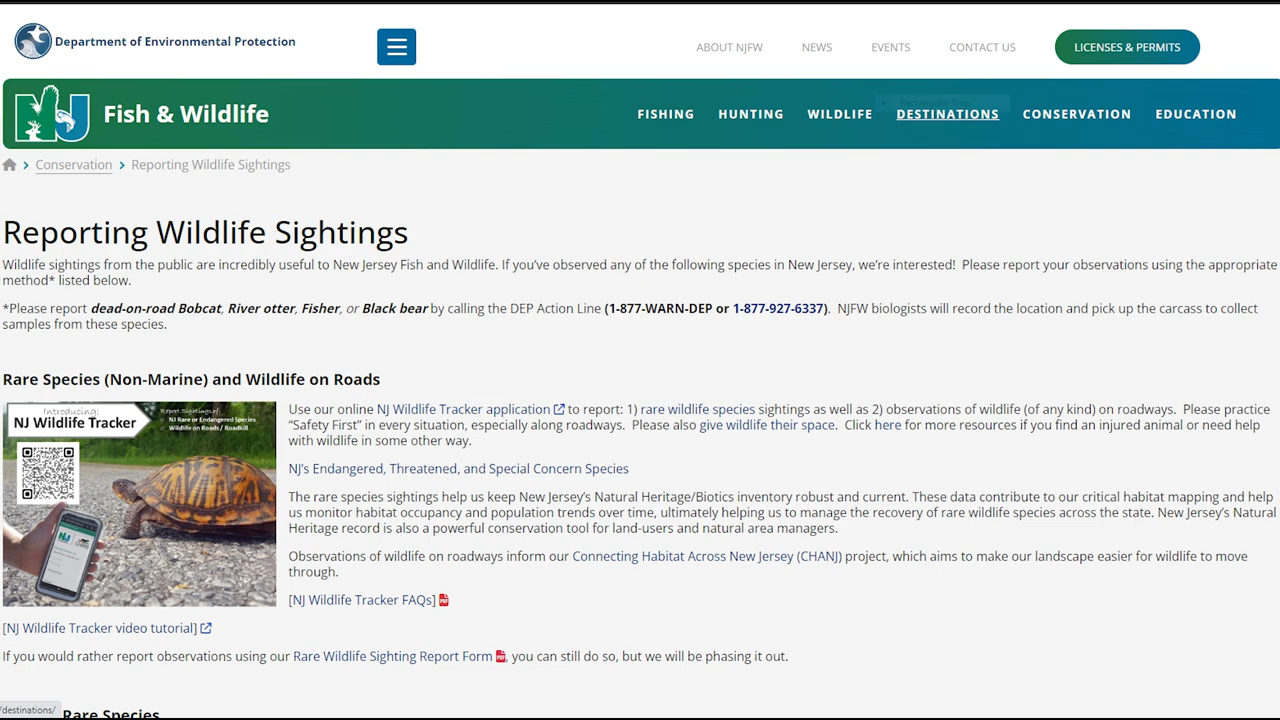 Department of Environmental Protection
ABOUT NJFW NEWS EVENTS CONTACT US LICENSES & PERMITS
NJ Fish & Wildlife
FISHING HUNTING WILDLIFE DESTINATIONS CONSERVATION EDUCATION
Conservation > Reporting Wildlife Sightings
Reporting Wildlife Sightings
Wildlife sightings from the public are incredibly useful to New Jersey Fish and Wildlife. If you’ve observed any of the following species in New Jersey, we’re interested! Please report your observations using the appropriate
method* listed below.
*Please report dead-on-road Bobcat, River otter, Fisher, or Black bear by calling the DEP Action Line (1-877-WARN-DEP or 1-877-927-6337). NJFW biologists will record the location and pick up the carcass to collect
samples from these species.
Rare Species (Non-Marine) and Wildlife on Roads
Introducing:
NJ Wildlife Tracker
Report Sightings of:
NJ Rare or Endangered Species
Wildlife on Roads / Roadkill
Use our online NJ Wildlife Tracker application to report: 1) rare wildlife species sightings as well as 2) observations of wildlife (of any kind) on roadways. Please practice
“Safety First” in every situation, especially along roadways. Please also give wildlife their space. Click here for more resources if you find an injured animal or need help
with wildlife in some other way.
NJ’s Endangered, Threatened, and Special Concern Species
The rare species sightings help us keep New Jersey’s Natural Heritage/Biotics inventory robust and current. These data contribute to our critical habitat mapping and help
us monitor habitat occupancy and population trends over time, ultimately helping us to manage the recovery of rare wildlife species across the state. New Jersey’s Natural
Heritage record is also a powerful conservation tool for land-users and natural area managers.
Observations of wildlife on roadways inform our Connecting Habitat Across New Jersey (CHANJ) project, which aims to make our landscape easier for wildlife to move
through.
[NJ Wildlife Tracker FAQs]
[NJ Wildlife Tracker video tutorial]
If you would rather report observations using our Rare Wildlife Sighting Report Form , you can still do so, but we will be phasing it out.
/destinations/
Rare Species